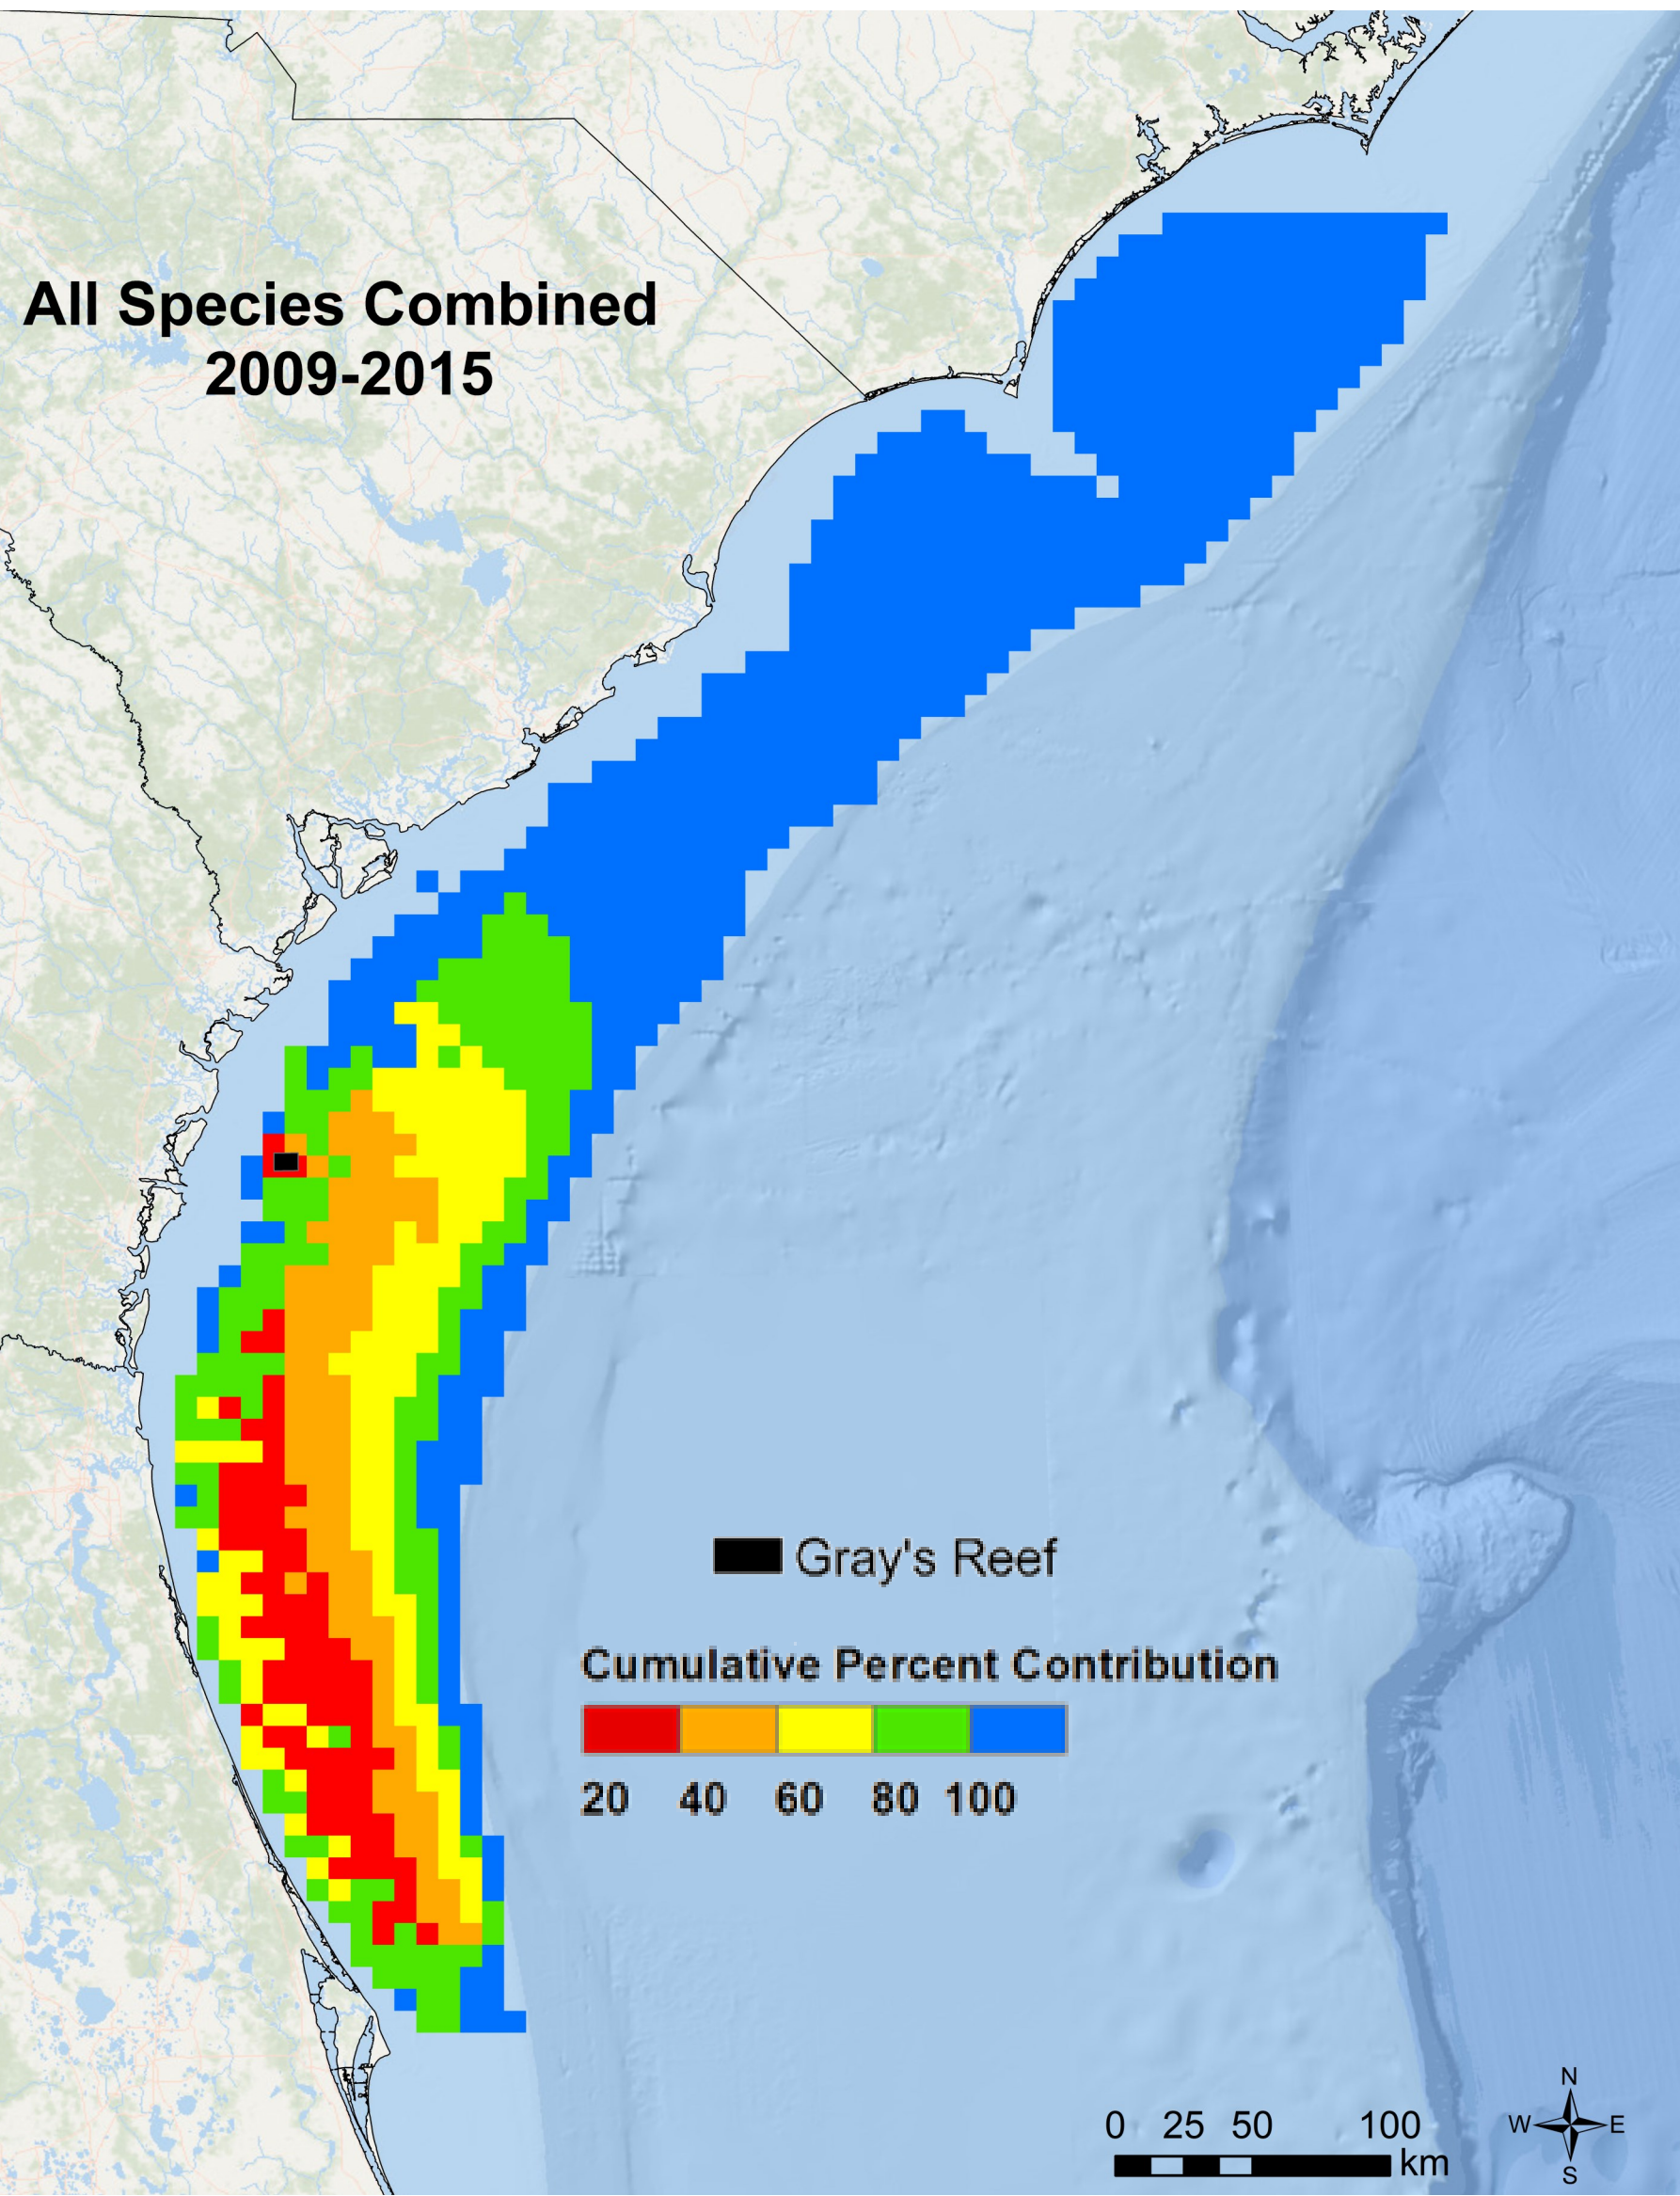 All Species Combined
2009-2015
Gray's Reef
Cumulative Percent Contribution
20 40 60 80 100
0 25 50 100
km
N
W E
S